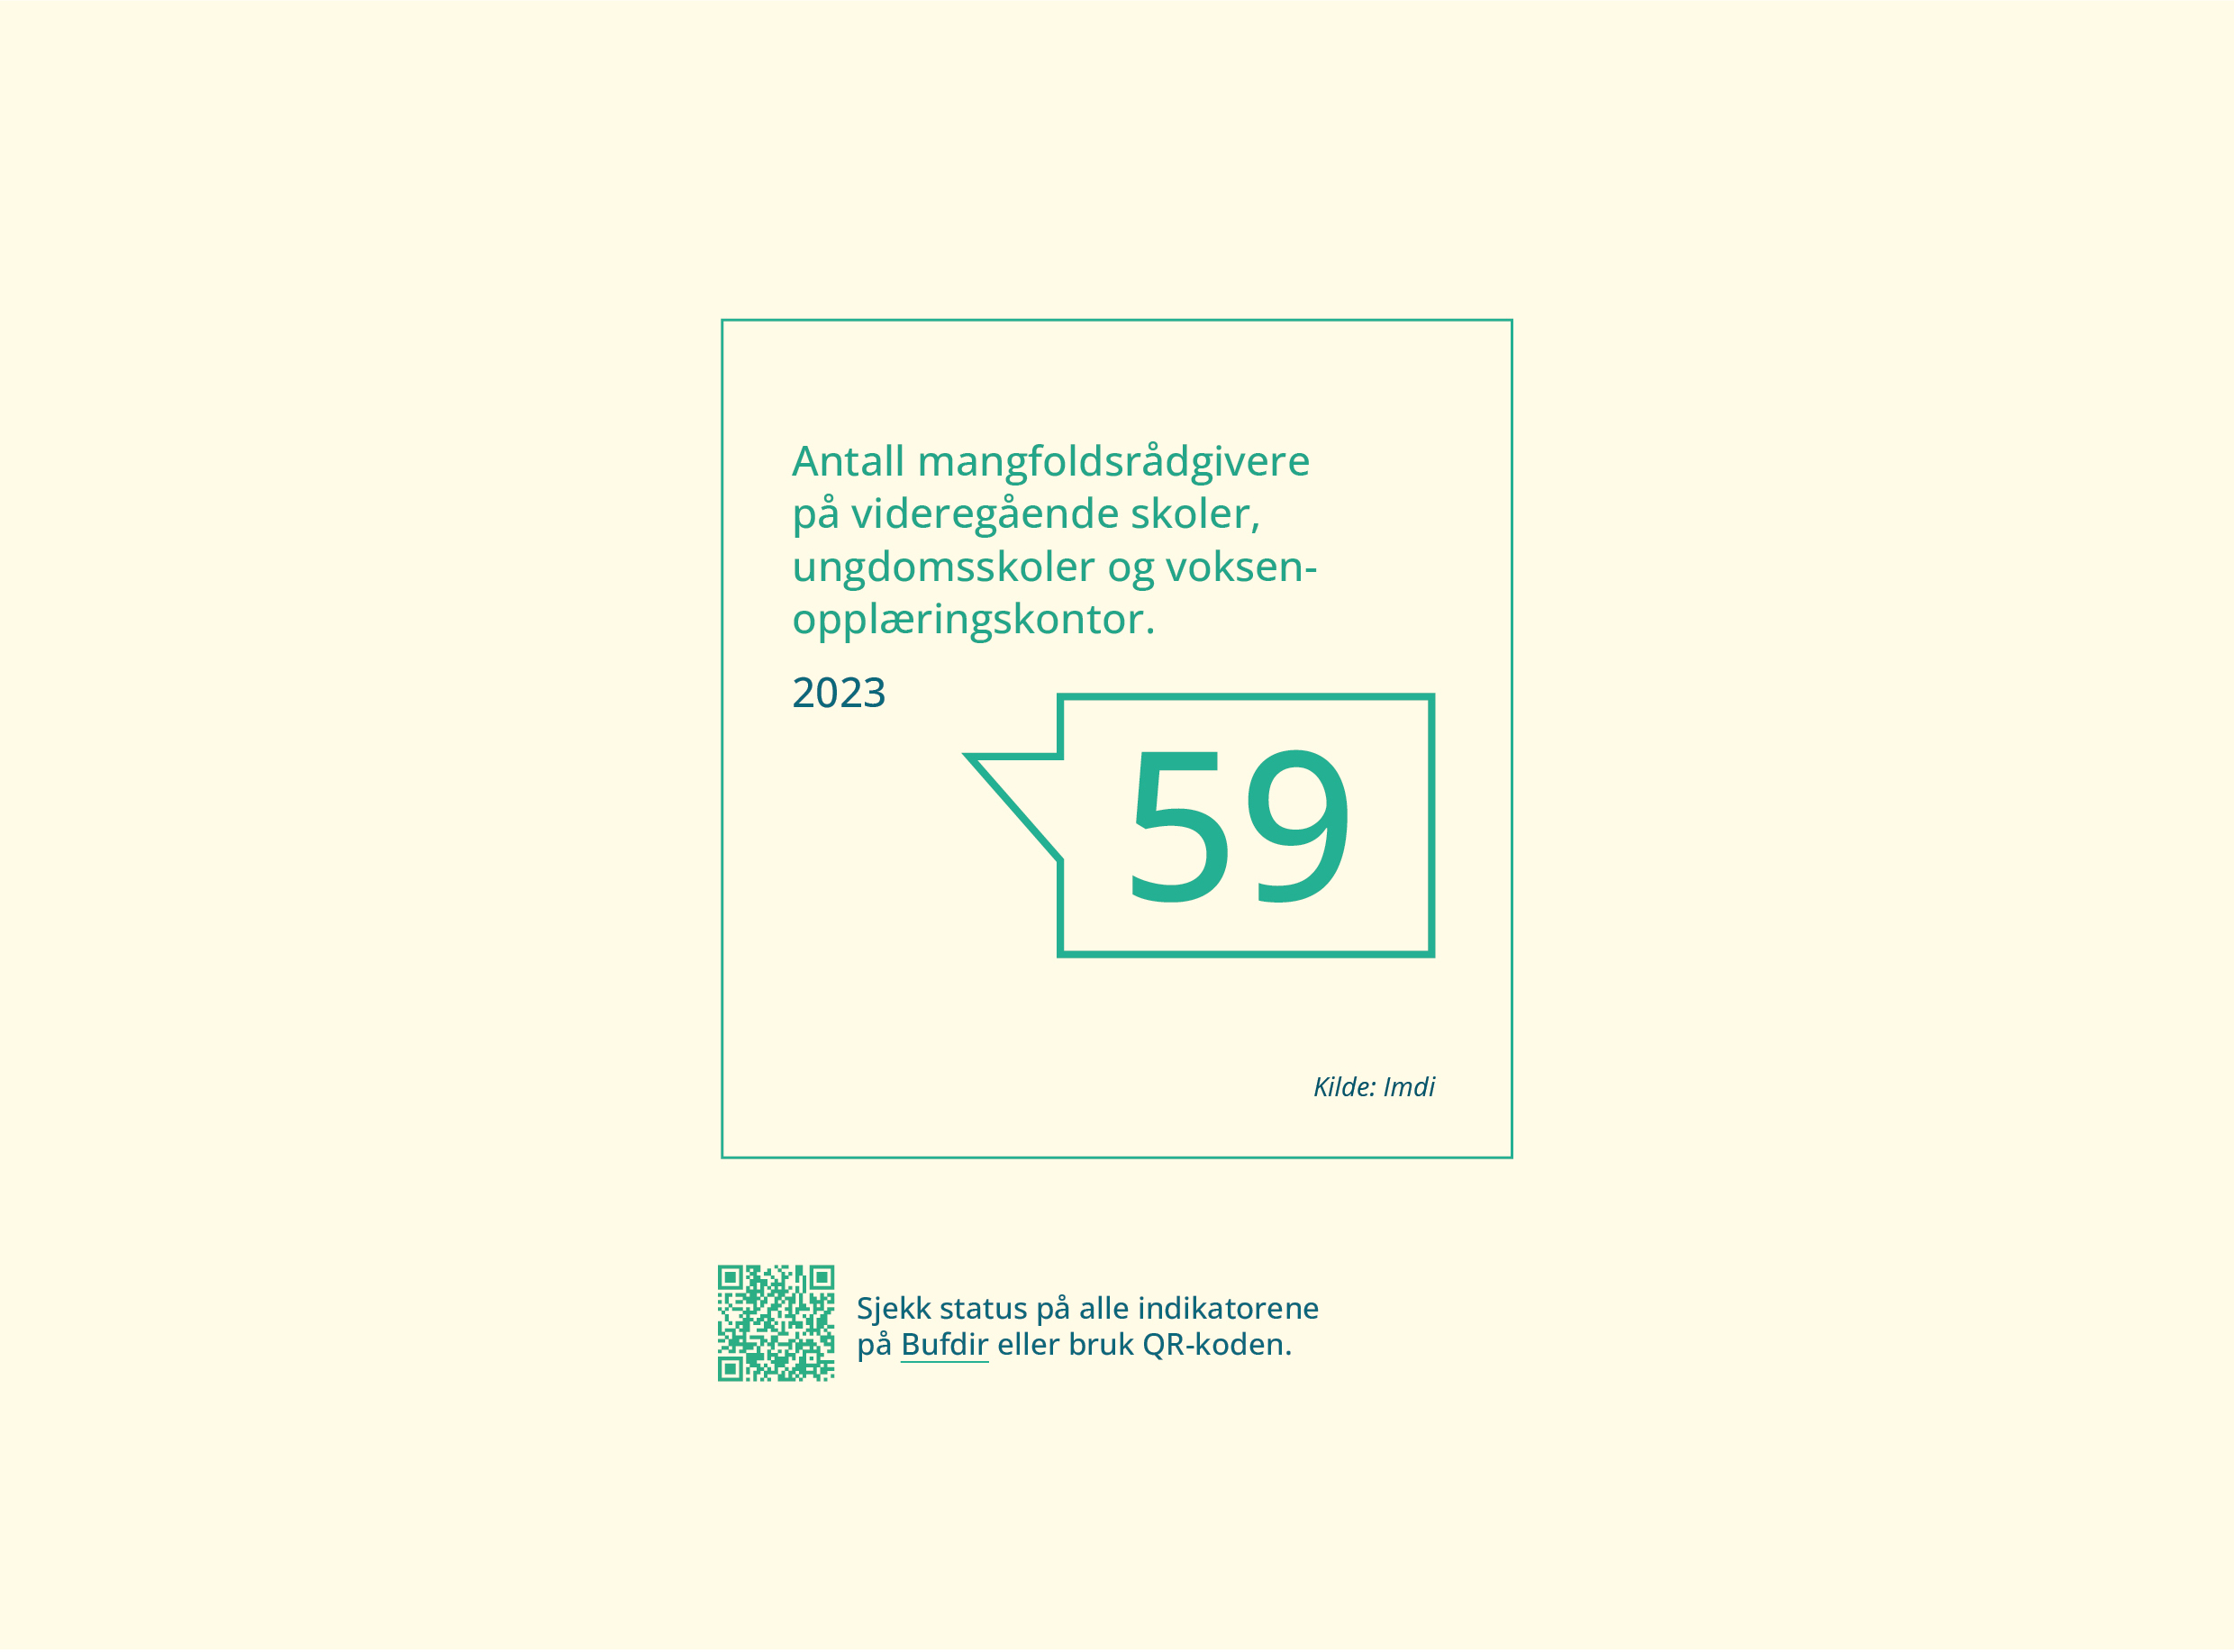 Antall mangfoldsrådgivere
på videregående skoler,
ungdomsskoler og voksen-
opplæringskontor.
2023
59
Kilde: Imdi
Sjekk status på alle indikatorene
på Bufdir eller bruk QR-koden.